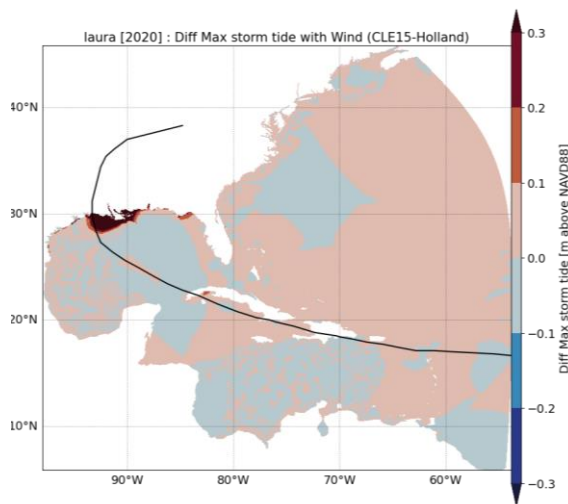 laura [2020] : Diff Max storm tide with Wind (CLE15-Holland)
40°N
30°N
20°N
10°N
90°W
80°W
70°W
60°W
0.3
0.2
0.1
0.0
−0.1
−0.2
−0.3
Diff Max storm tide [m above NAVD88]